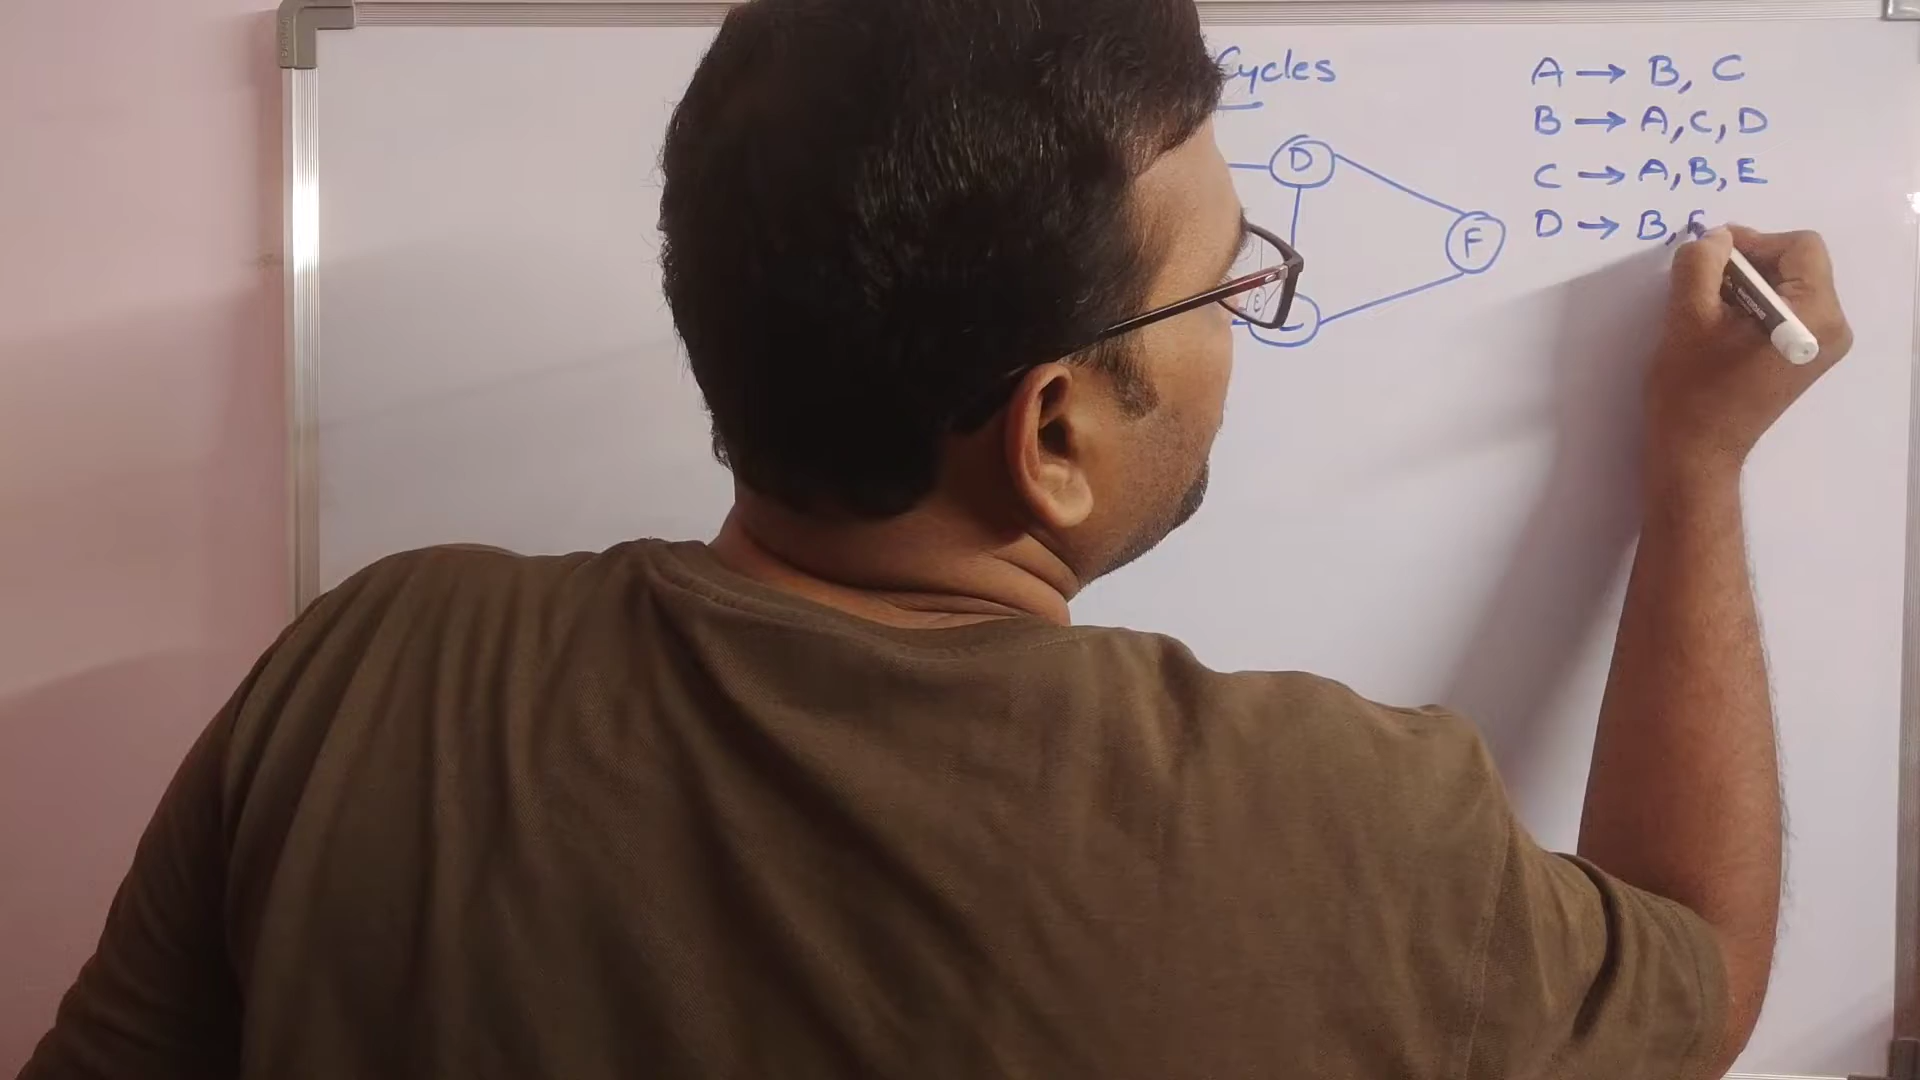 Cycles
A → B, C
B → A, C, D
C → A, B, E
D → B,
D
F
E